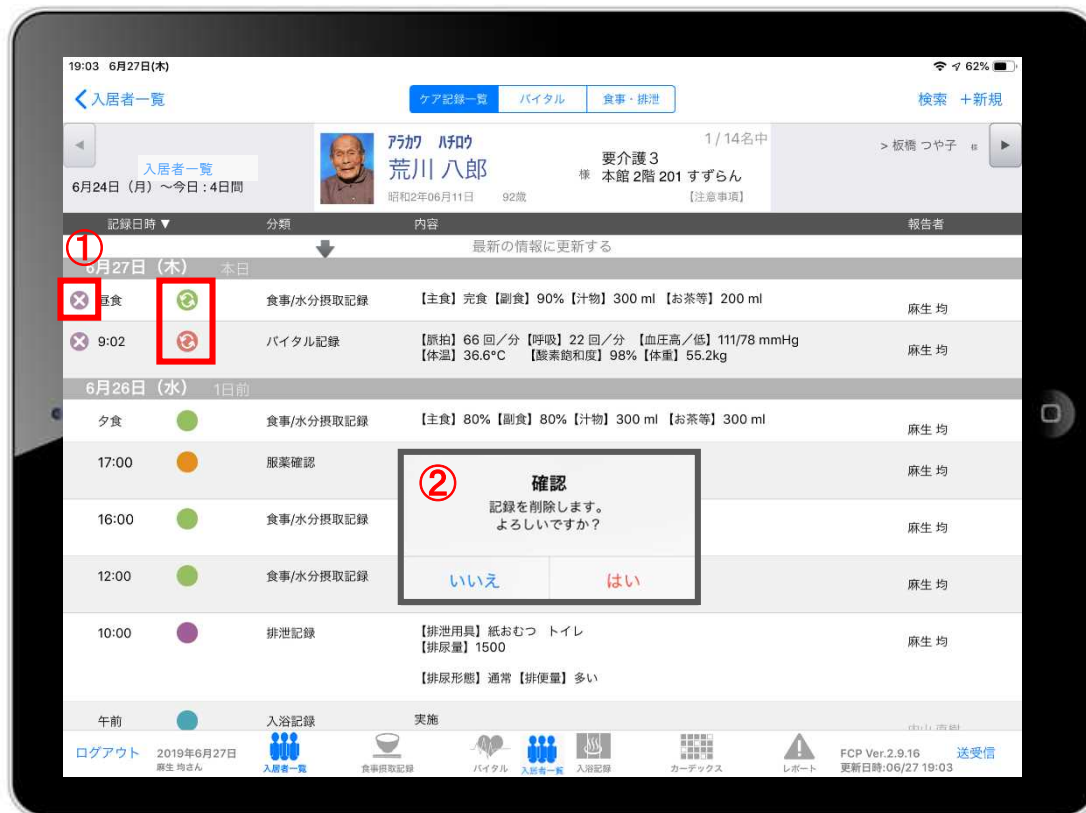 19:03 6月27日(木)
62%
入居者一覧
ケア記録一覧 バイタル 食事・排泄
検索 +新規
アラカワ ハチロウ
1 / 14名中
荒川 八郎 様
要介護3
本館 2階 201 すずらん
> 板橋 つや子 様
入居者一覧
6月24日（月）～今日：4日間
昭和2年06月11日 92歳
【注意事項】
記録日時 ▼ 分類 内容 報告者
①
最新の情報に更新する
6月27日（木） 本日
昼食 食事/水分摂取記録 【主食】完食【副食】90%【汁物】300 ml 【お茶等】200 ml 麻生 均
9:02 バイタル記録 【脈拍】66 回／分【呼吸】22 回／分 【血圧高／低】111/78 mmHg
【体温】36.6°C 【酸素飽和度】98%【体重】55.2kg 麻生 均
6月26日（水） 1日前
夕食 食事/水分摂取記録 【主食】80%【副食】80%【汁物】300 ml 【お茶等】300 ml 麻生 均
17:00 服薬確認 麻生 均
②
確認
記録を削除します。
よろしいですか？
いいえ はい
16:00 食事/水分摂取記録 麻生 均
12:00 食事/水分摂取記録 麻生 均
10:00 排泄記録 【排泄用具】紙おむつ トイレ 麻生 均
【排尿量】1500
【排尿形態】通常【排便量】多い
午前 入浴記録 実施
ログアウト
2019年6月27日
麻生 均さん
入居者一覧 食事摂取記録 バイタル 入居者一覧 入浴記録 カーデックス レポート
FCP Ver.2.9.16
更新日時:06/27 19:03
送受信